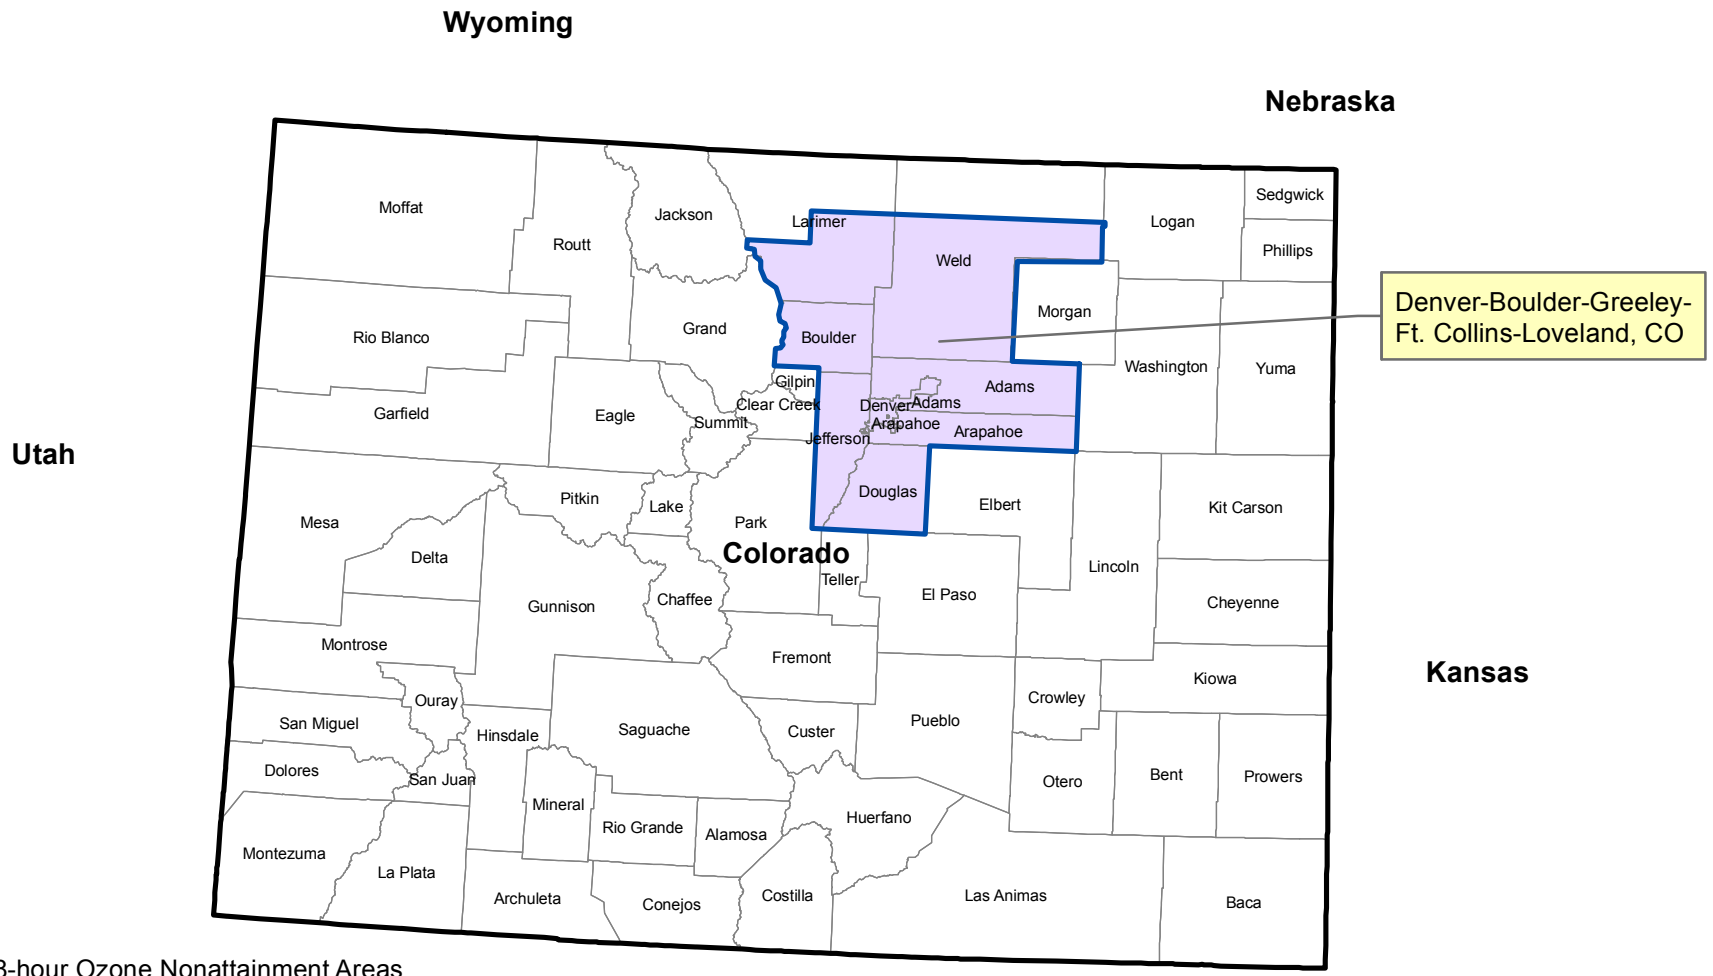 Wyoming
Nebraska
Sedgwick
Moffat
Jackson
Larimer
Logan
Routt
Phillips
Weld
Denver-Boulder-Greeley-
Ft. Collins-Loveland, CO
Morgan
Grand
Rio Blanco
Boulder
Washington
Yuma
Gilpin
Adams
Clear Creek
Denver
Adams
Garfield
Eagle
Summit
Arapahoe
Arapahoe
Jefferson
Utah
Douglas
Pitkin
Lake
Elbert
Kit Carson
Mesa
Park
Colorado
Delta
Lincoln
Teller
El Paso
Chaffee
Cheyenne
Gunnison
Montrose
Fremont
Kansas
Kiowa
Ouray
Crowley
San Miguel
Pueblo
Saguache
Custer
Hinsdale
Dolores
San Juan
Bent
Prowers
Otero
Mineral
Huerfano
Rio Grande
Alamosa
Montezuma
La Plata
Costilla
Las Animas
Archuleta
Conejos
Baca
8-hour Ozone Nonattainment Areas